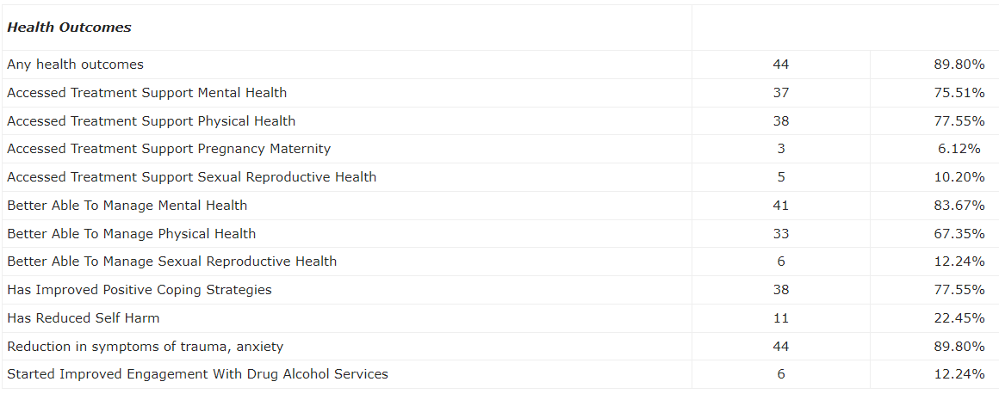 Health Outcomes
Any health outcomes 44 89.80%
Accessed Treatment Support Mental Health 37 75.51%
Accessed Treatment Support Physical Health 38 77.55%
Accessed Treatment Support Pregnancy Maternity 3 6.12%
Accessed Treatment Support Sexual Reproductive Health 5 10.20%
Better Able To Manage Mental Health 41 83.67%
Better Able To Manage Physical Health 33 67.35%
Better Able To Manage Sexual Reproductive Health 6 12.24%
Has Improved Positive Coping Strategies 38 77.55%
Has Reduced Self Harm 11 22.45%
Reduction in symptoms of trauma, anxiety 44 89.80%
Started Improved Engagement With Drug Alcohol Services 6 12.24%